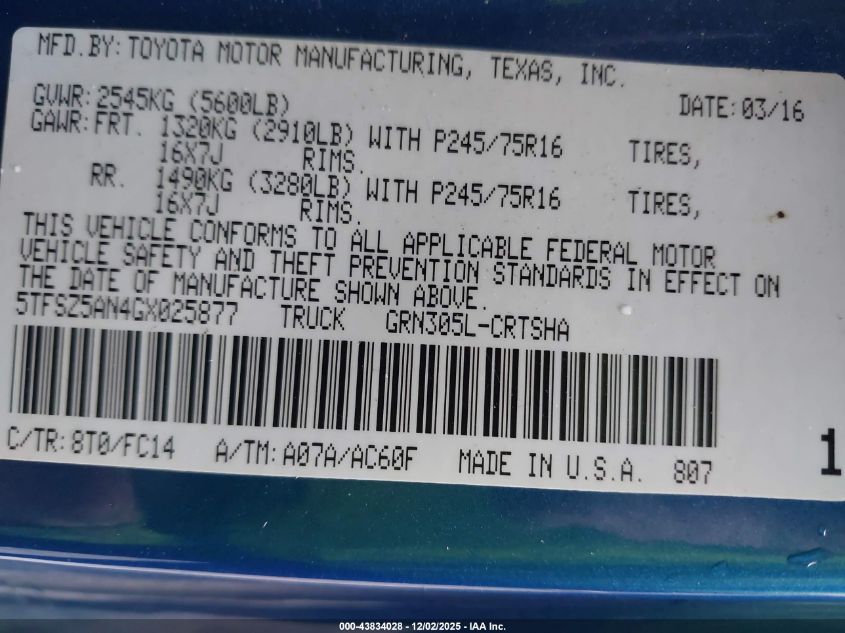 MFD.BY: TOYOTA MOTOR MANUFACTURING, TEXAS, INC.
GVWR: 2545KG (5600LB) DATE: 03/16
GAWR: FRT. 1320KG (2910LB) WITH P245/75R16 TIRES,
16X7J RIMS.
RR. 1490KG (3280LB) WITH P245/75R16 TIRES,
16X7J RIMS.
THIS VEHICLE CONFORMS TO ALL APPLICABLE FEDERAL MOTOR
VEHICLE SAFETY AND THEFT PREVENTION STANDARDS IN EFFECT ON
THE DATE OF MANUFACTURE SHOWN ABOVE.
5TFSZ5AN4GX025877 TRUCK GRN305L-CRTSHA
C/TR: 8T0/FC14 A/TM: A07A/AC60F MADE IN U.S.A. 807
1
000-43834028 - 12/02/2025 - IAA Inc.